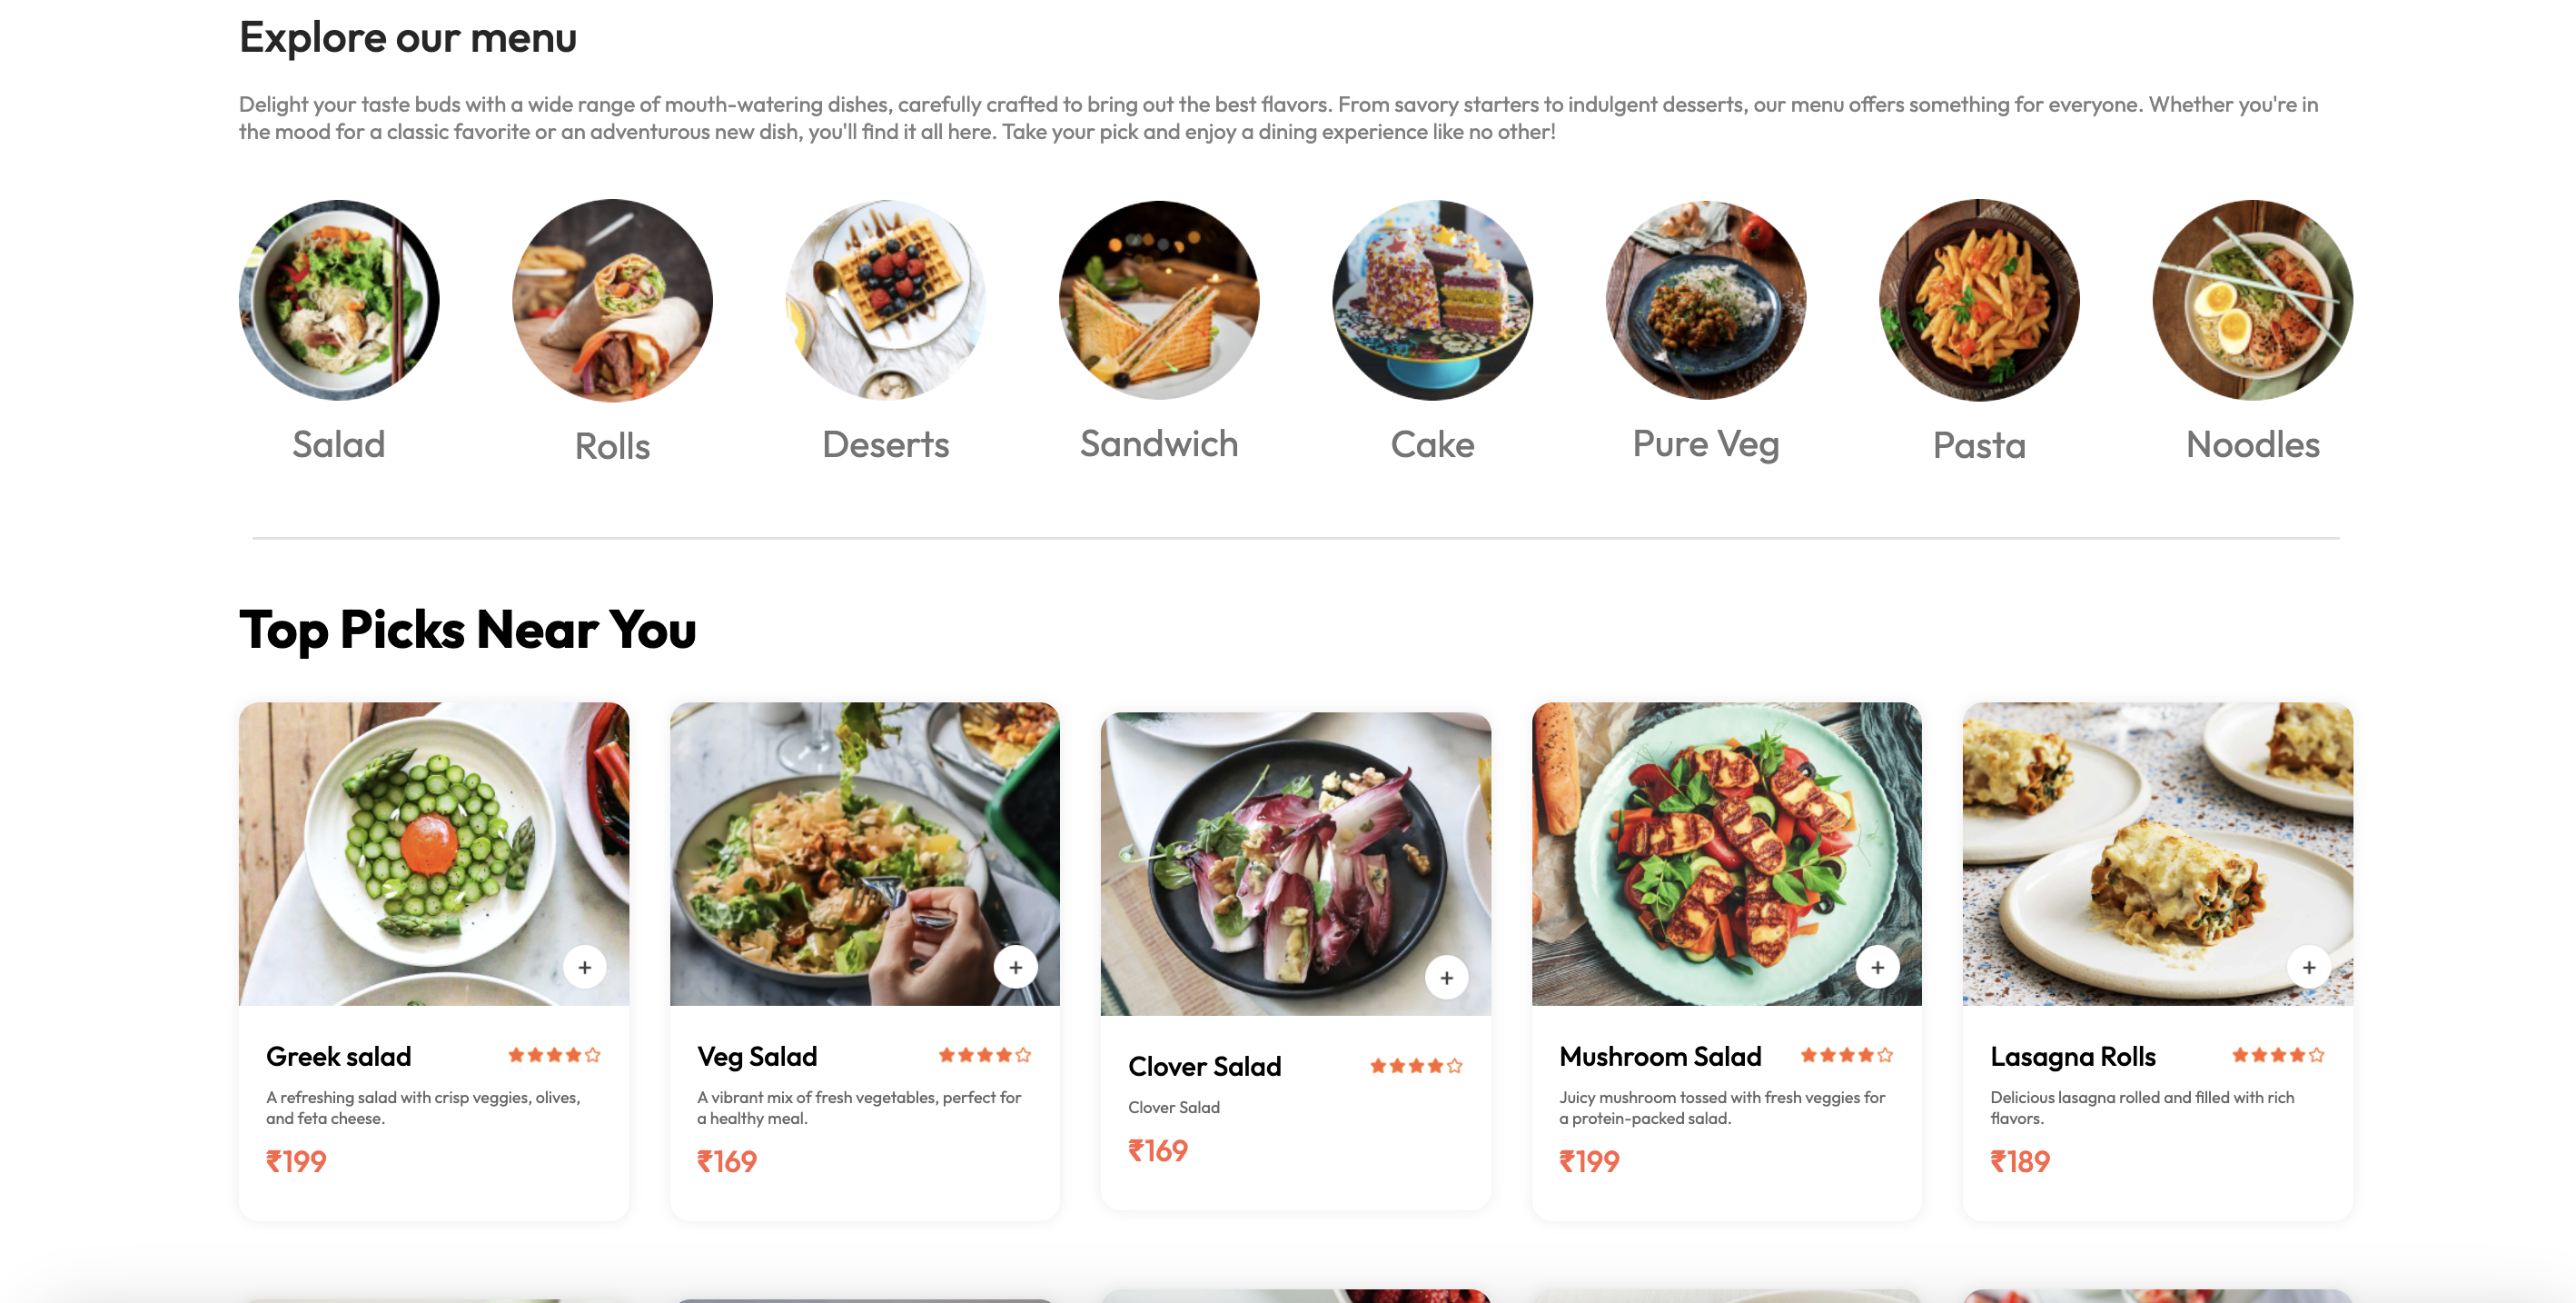 Explore our menu
Delight your taste buds with a wide range of mouth-watering dishes, carefully crafted to bring out the best flavors. From savory starters to indulgent desserts, our menu offers something for everyone. Whether you're in
the mood for a classic favorite or an adventurous new dish, you'll find it all here. Take your pick and enjoy a dining experience like no other!
Salad
Rolls
Deserts
Sandwich
Cake
Pure Veg
Pasta
Noodles
Top Picks Near You
Greek salad
A refreshing salad with crisp veggies, olives,
and feta cheese.
₹199
Veg Salad
A vibrant mix of fresh vegetables, perfect for
a healthy meal.
₹169
Clover Salad
Clover Salad
₹169
Mushroom Salad
Juicy mushroom tossed with fresh veggies for
a protein-packed salad.
₹199
Lasagna Rolls
Delicious lasagna rolled and filled with rich
flavors.
₹189